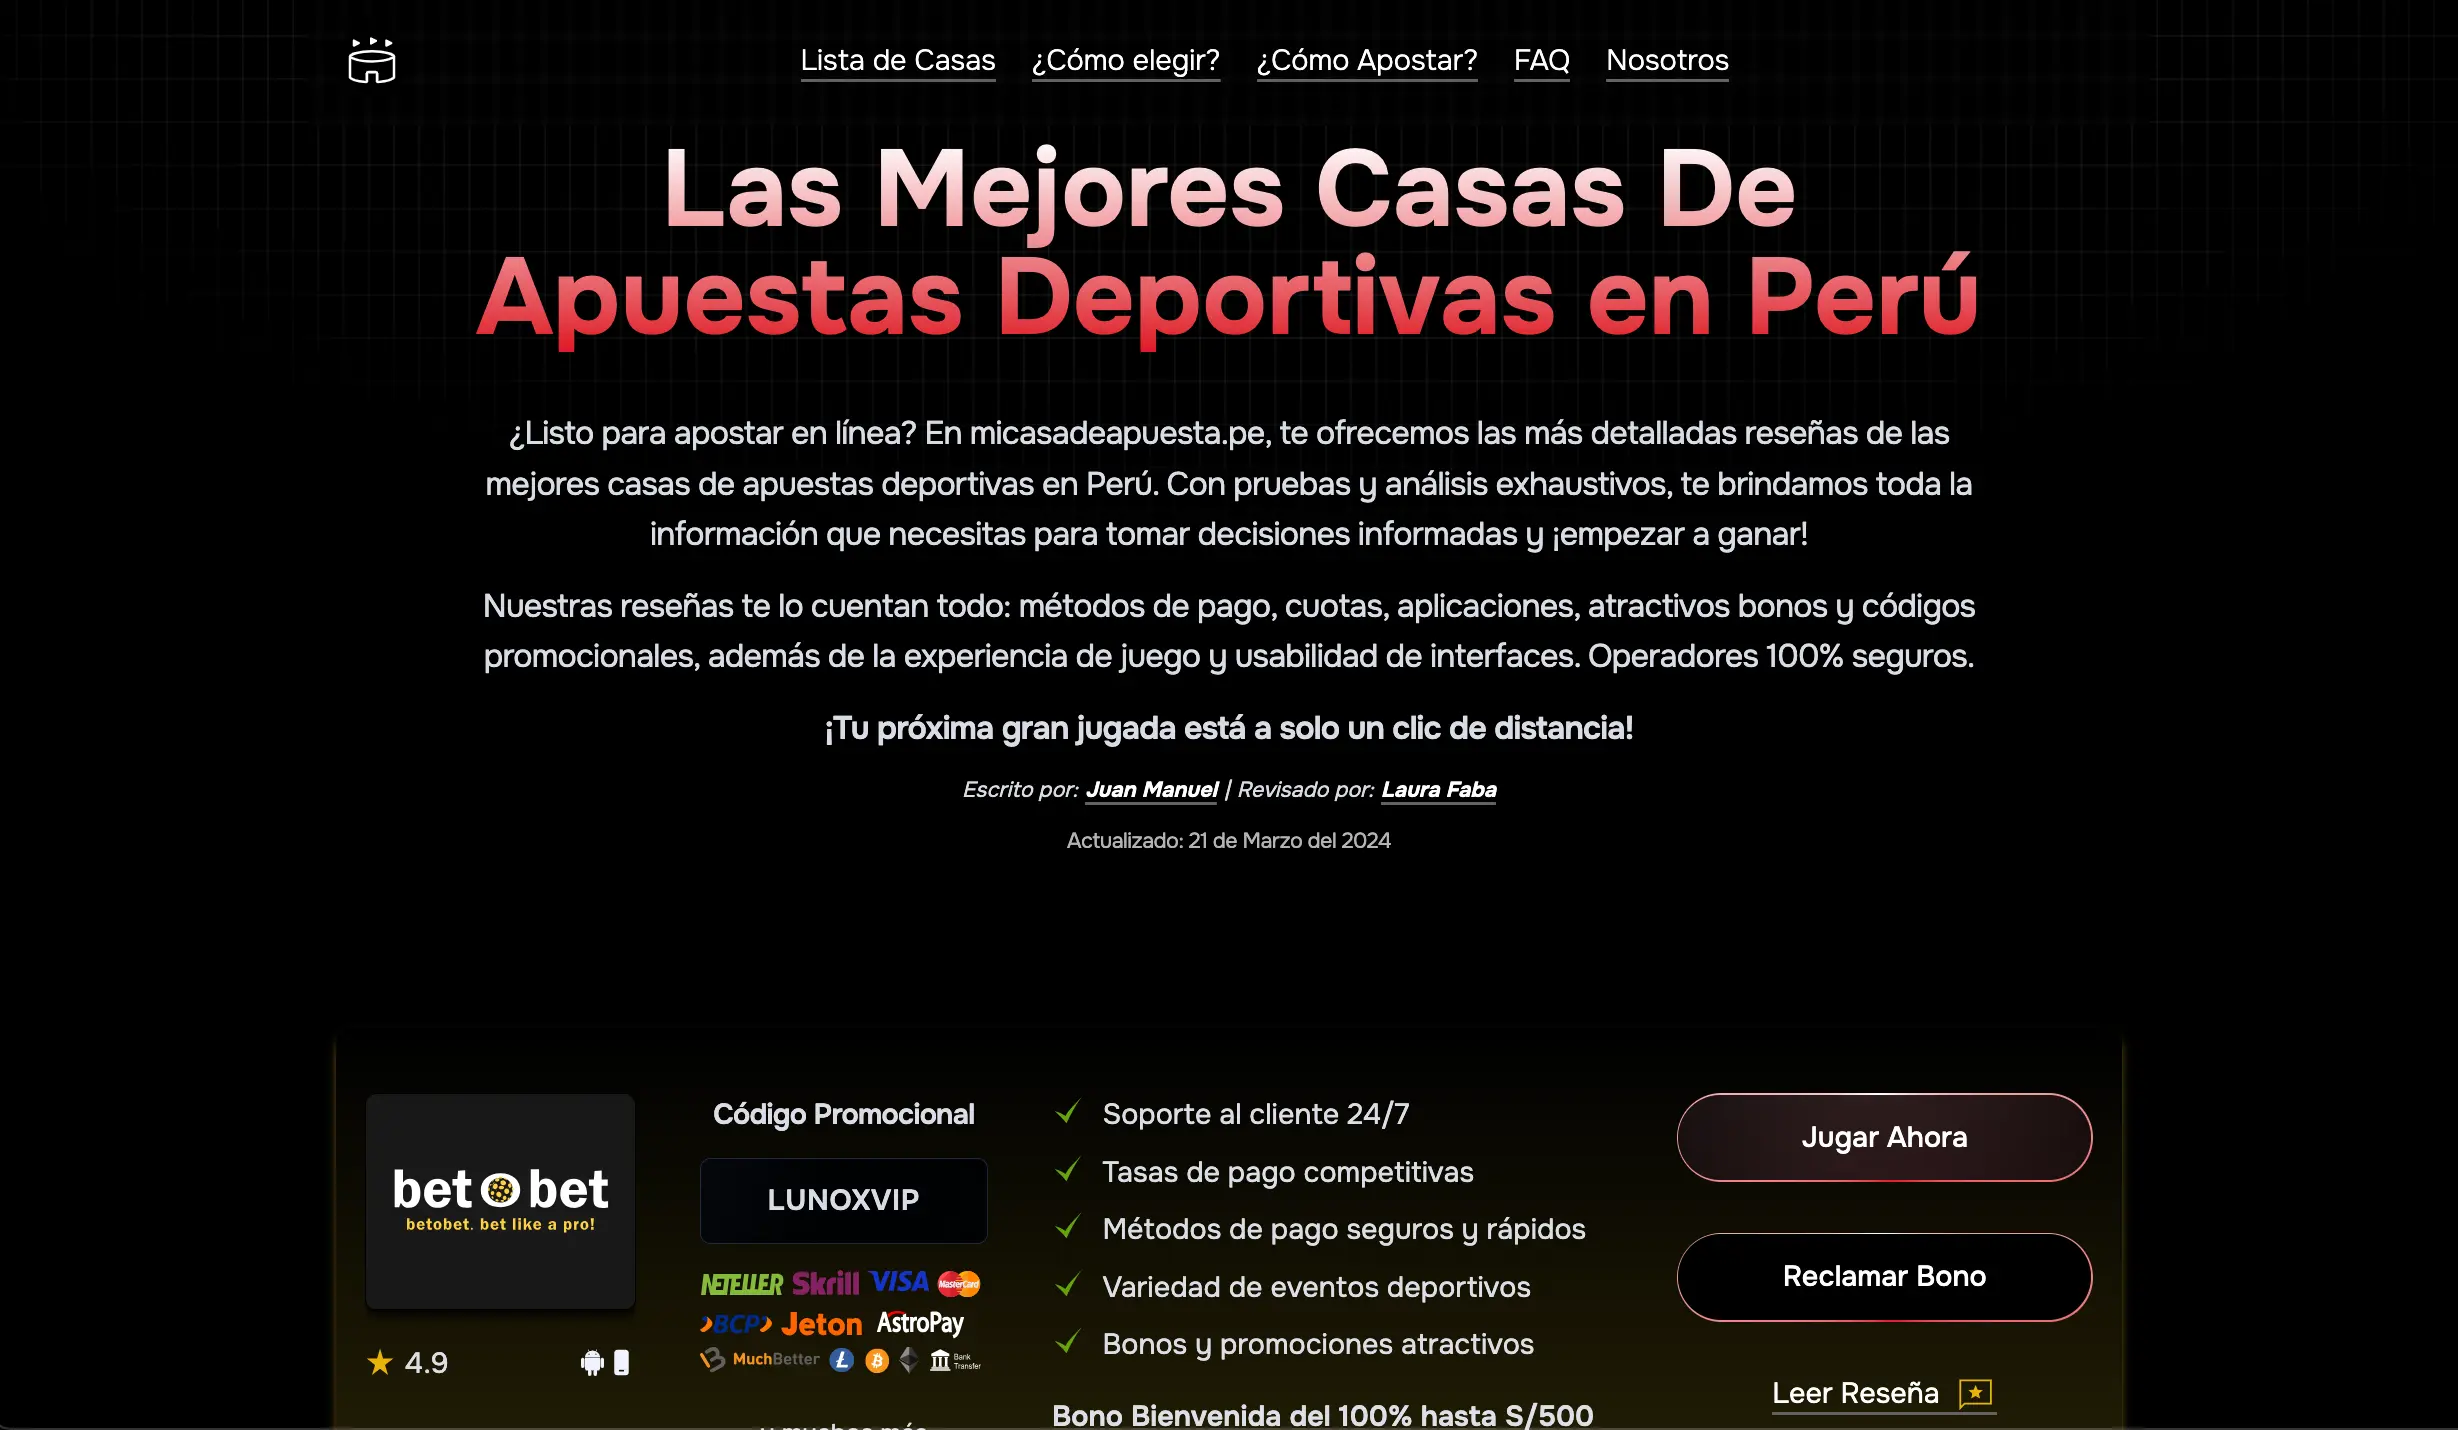 Lista de Casas ¿Cómo elegir? ¿Cómo Apostar? FAQ Nosotros
Las Mejores Casas De
Apuestas Deportivas en Perú
¿Listo para apostar en línea? En micasadeapuesta.pe, te ofrecemos las más detalladas reseñas de las
mejores casas de apuestas deportivas en Perú. Con pruebas y análisis exhaustivos, te brindamos toda la
información que necesitas para tomar decisiones informadas y ¡empezar a ganar!
Nuestras reseñas te lo cuentan todo: métodos de pago, cuotas, aplicaciones, atractivos bonos y códigos
promocionales, además de la experiencia de juego y usabilidad de interfaces. Operadores 100% seguros.
¡Tu próxima gran jugada está a solo un clic de distancia!
Escrito por: Juan Manuel | Revisado por: Laura Faba
Actualizado: 21 de Marzo del 2024
bet o bet
betobet. bet like a pro!
4.9
Código Promocional
LUNOXVIP
NETELLER Skrill VISA MasterCard
BCP Jeton AstroPay
MuchBetter Bank Transfer
y muchos más
Soporte al cliente 24/7
Tasas de pago competitivas
Métodos de pago seguros y rápidos
Variedad de eventos deportivos
Bonos y promociones atractivos
Bono Bienvenida del 100% hasta S/500
Jugar Ahora
Reclamar Bono
Leer Reseña